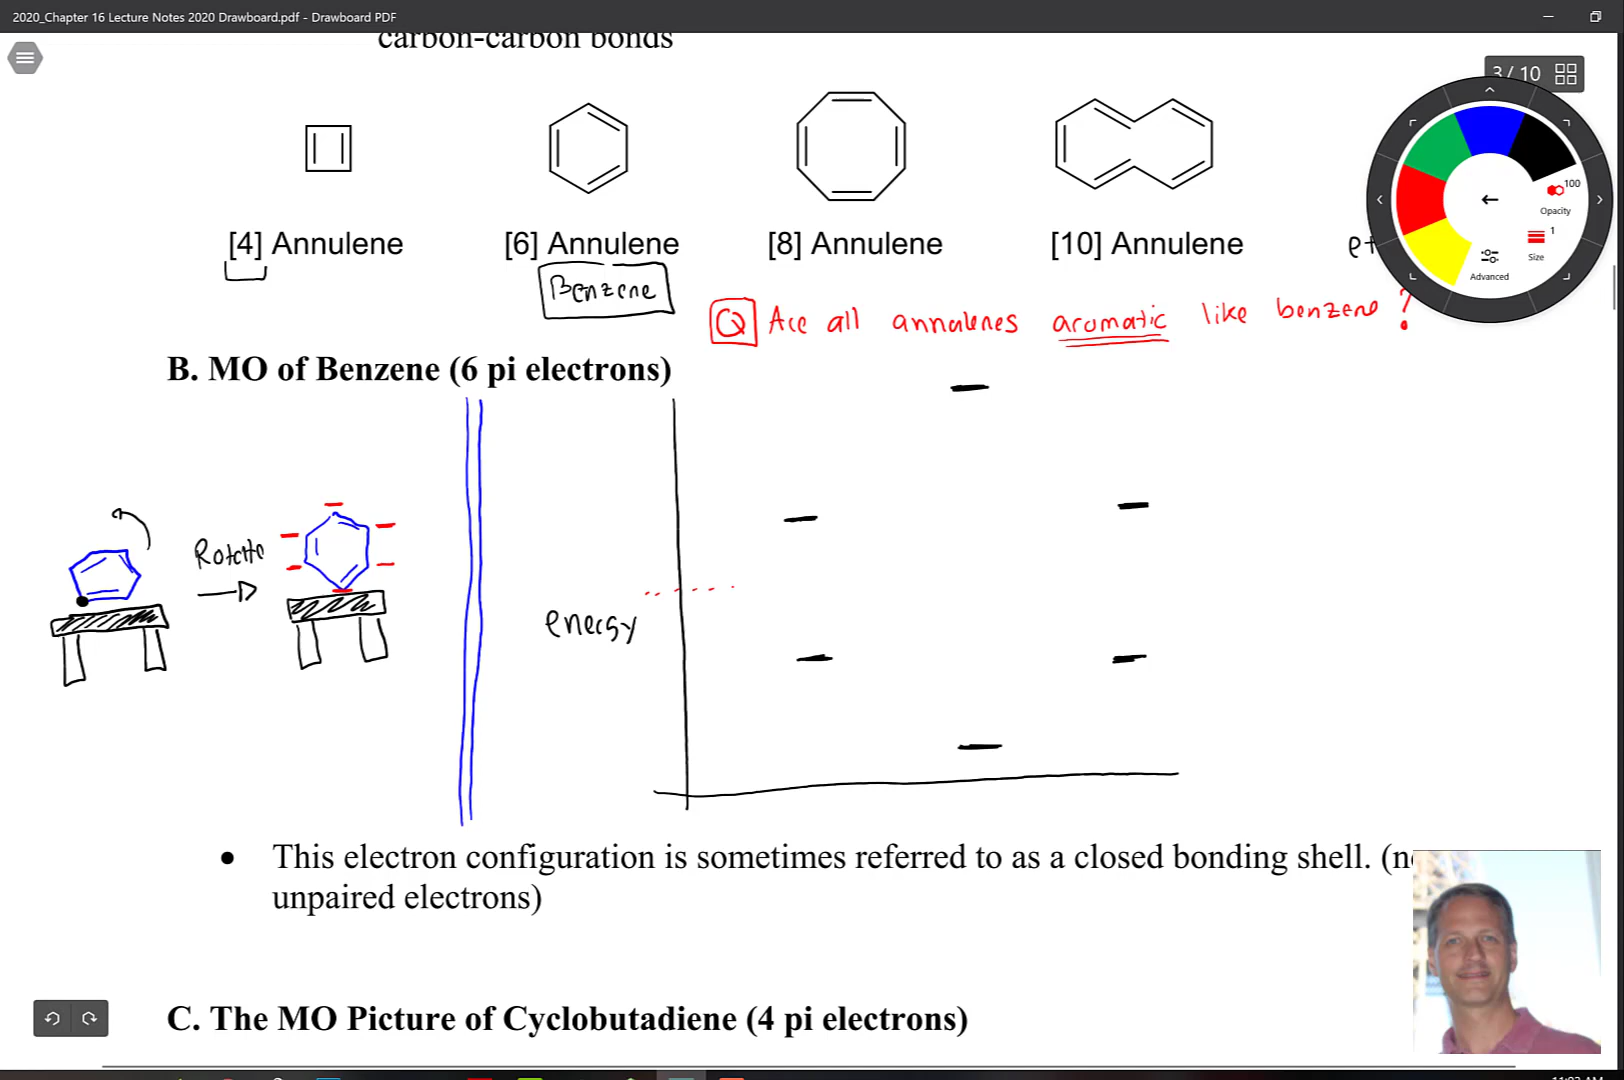 2020_Chapter 16 Lecture Notes 2020 Drawboard.pdf - Drawboard PDF
carbon-carbon bonds
3 / 10
[4] Annulene [6] Annulene [8] Annulene [10] Annulene
Benzene
Q Are all annulenes aromatic like benzene ?
100
Opacity
1
Size
Advanced
B. MO of Benzene (6 pi electrons)
Rotate
energy
• This electron configuration is sometimes referred to as a closed bonding shell. (no
unpaired electrons)
C. The MO Picture of Cyclobutadiene (4 pi electrons)